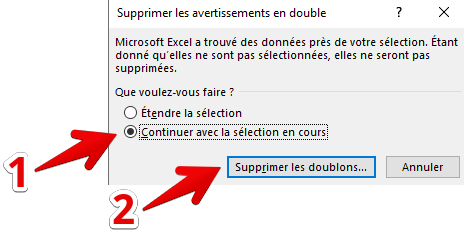 Supprimer les avertissements en double ? ×
Microsoft Excel a trouvé des données près de votre sélection. Étant
donné qu'elles ne sont pas sélectionnées, elles ne seront pas
supprimées.
Que voulez-vous faire ?
Étendre la sélection
1 Continuer avec la sélection en cours
2 Supprimer les doublons... Annuler